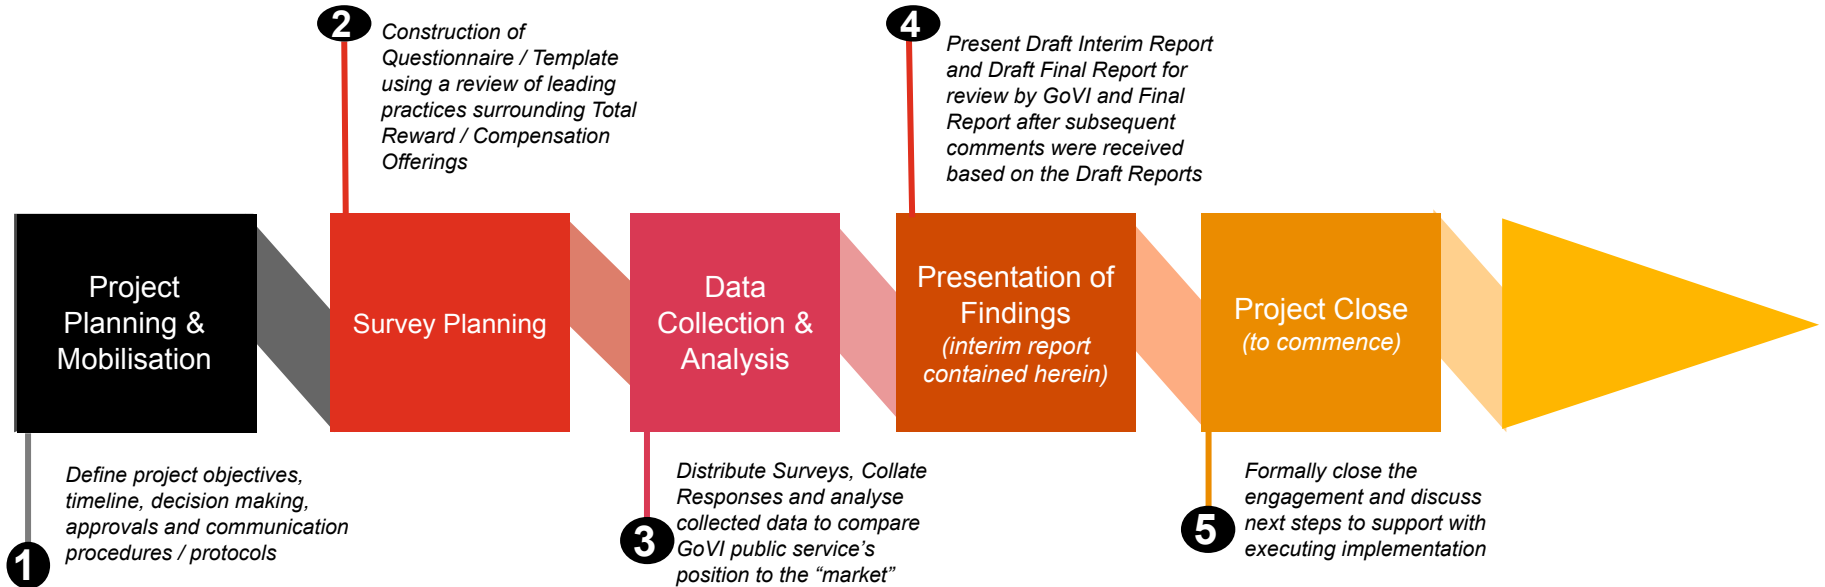 1
Project
Planning &
Mobilisation
Define project objectives,
timeline, decision making,
approvals and communication
procedures / protocols
2
Construction of
Questionnaire / Template
using a review of leading
practices surrounding Total
Reward / Compensation
Offerings
Survey Planning
Data
Collection &
Analysis
3
Distribute Surveys, Collate
Responses and analyse
collected data to compare
GoVI public service’s
position to the “market”
4
Present Draft Interim Report
and Draft Final Report for
review by GoVI and Final
Report after subsequent
comments were received
based on the Draft Reports
Presentation of
Findings
(interim report
contained herein)
Project Close
(to commence)
5
Formally close the
engagement and discuss
next steps to support with
executing implementation